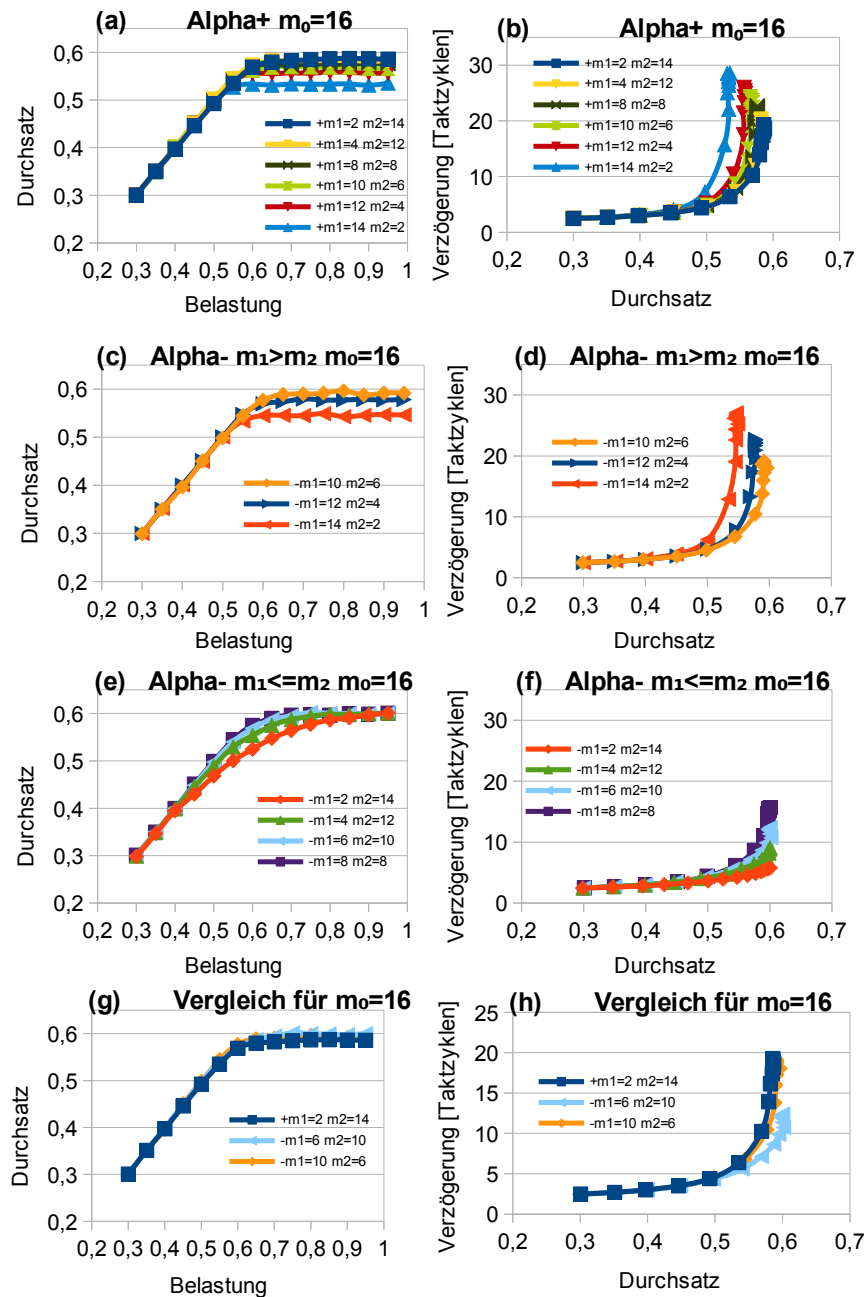 (a) Alpha+ m₀=16
Durchsatz
0,6
0,5
0,4
0,3
0,2
+m1=2 m2=14
+m1=4 m2=12
+m1=8 m2=8
+m1=10 m2=6
+m1=12 m2=4
+m1=14 m2=2
0,2 0,3 0,4 0,5 0,6 0,7 0,8 0,9 1
Belastung
(b) Alpha+ m₀=16
Verzögerung [Taktzyklen]
30
20
10
0
+m1=2 m2=14
+m1=4 m2=12
+m1=8 m2=8
+m1=10 m2=6
+m1=12 m2=4
+m1=14 m2=2
0,2 0,3 0,4 0,5 0,6 0,7
Durchsatz
(c) Alpha- m₁>m₂ m₀=16
Durchsatz
0,6
0,5
0,4
0,3
0,2
-m1=10 m2=6
-m1=12 m2=4
-m1=14 m2=2
0,2 0,3 0,4 0,5 0,6 0,7 0,8 0,9 1
Belastung
(d) Alpha- m₁>m₂ m₀=16
Verzögerung [Taktzyklen]
30
20
10
0
-m1=10 m2=6
-m1=12 m2=4
-m1=14 m2=2
0,2 0,3 0,4 0,5 0,6 0,7
Durchsatz
(e) Alpha- m₁<=m₂ m₀=16
Durchsatz
0,6
0,5
0,4
0,3
0,2
-m1=2 m2=14
-m1=4 m2=12
-m1=6 m2=10
-m1=8 m2=8
0,2 0,3 0,4 0,5 0,6 0,7 0,8 0,9 1
Belastung
(f) Alpha- m₁<=m₂ m₀=16
Verzögerung [Taktzyklen]
30
20
10
0
-m1=2 m2=14
-m1=4 m2=12
-m1=6 m2=10
-m1=8 m2=8
0,2 0,3 0,4 0,5 0,6 0,7
Durchsatz
(g) Vergleich für m₀=16
Durchsatz
0,6
0,5
0,4
0,3
0,2
+m1=2 m2=14
-m1=6 m2=10
-m1=10 m2=6
0,2 0,3 0,4 0,5 0,6 0,7 0,8 0,9 1
Belastung
(h) Vergleich für m₀=16
Verzögerung [Taktzyklen]
25
20
15
10
5
0
+m1=2 m2=14
-m1=6 m2=10
-m1=10 m2=6
0,2 0,3 0,4 0,5 0,6 0,7
Durchsatz